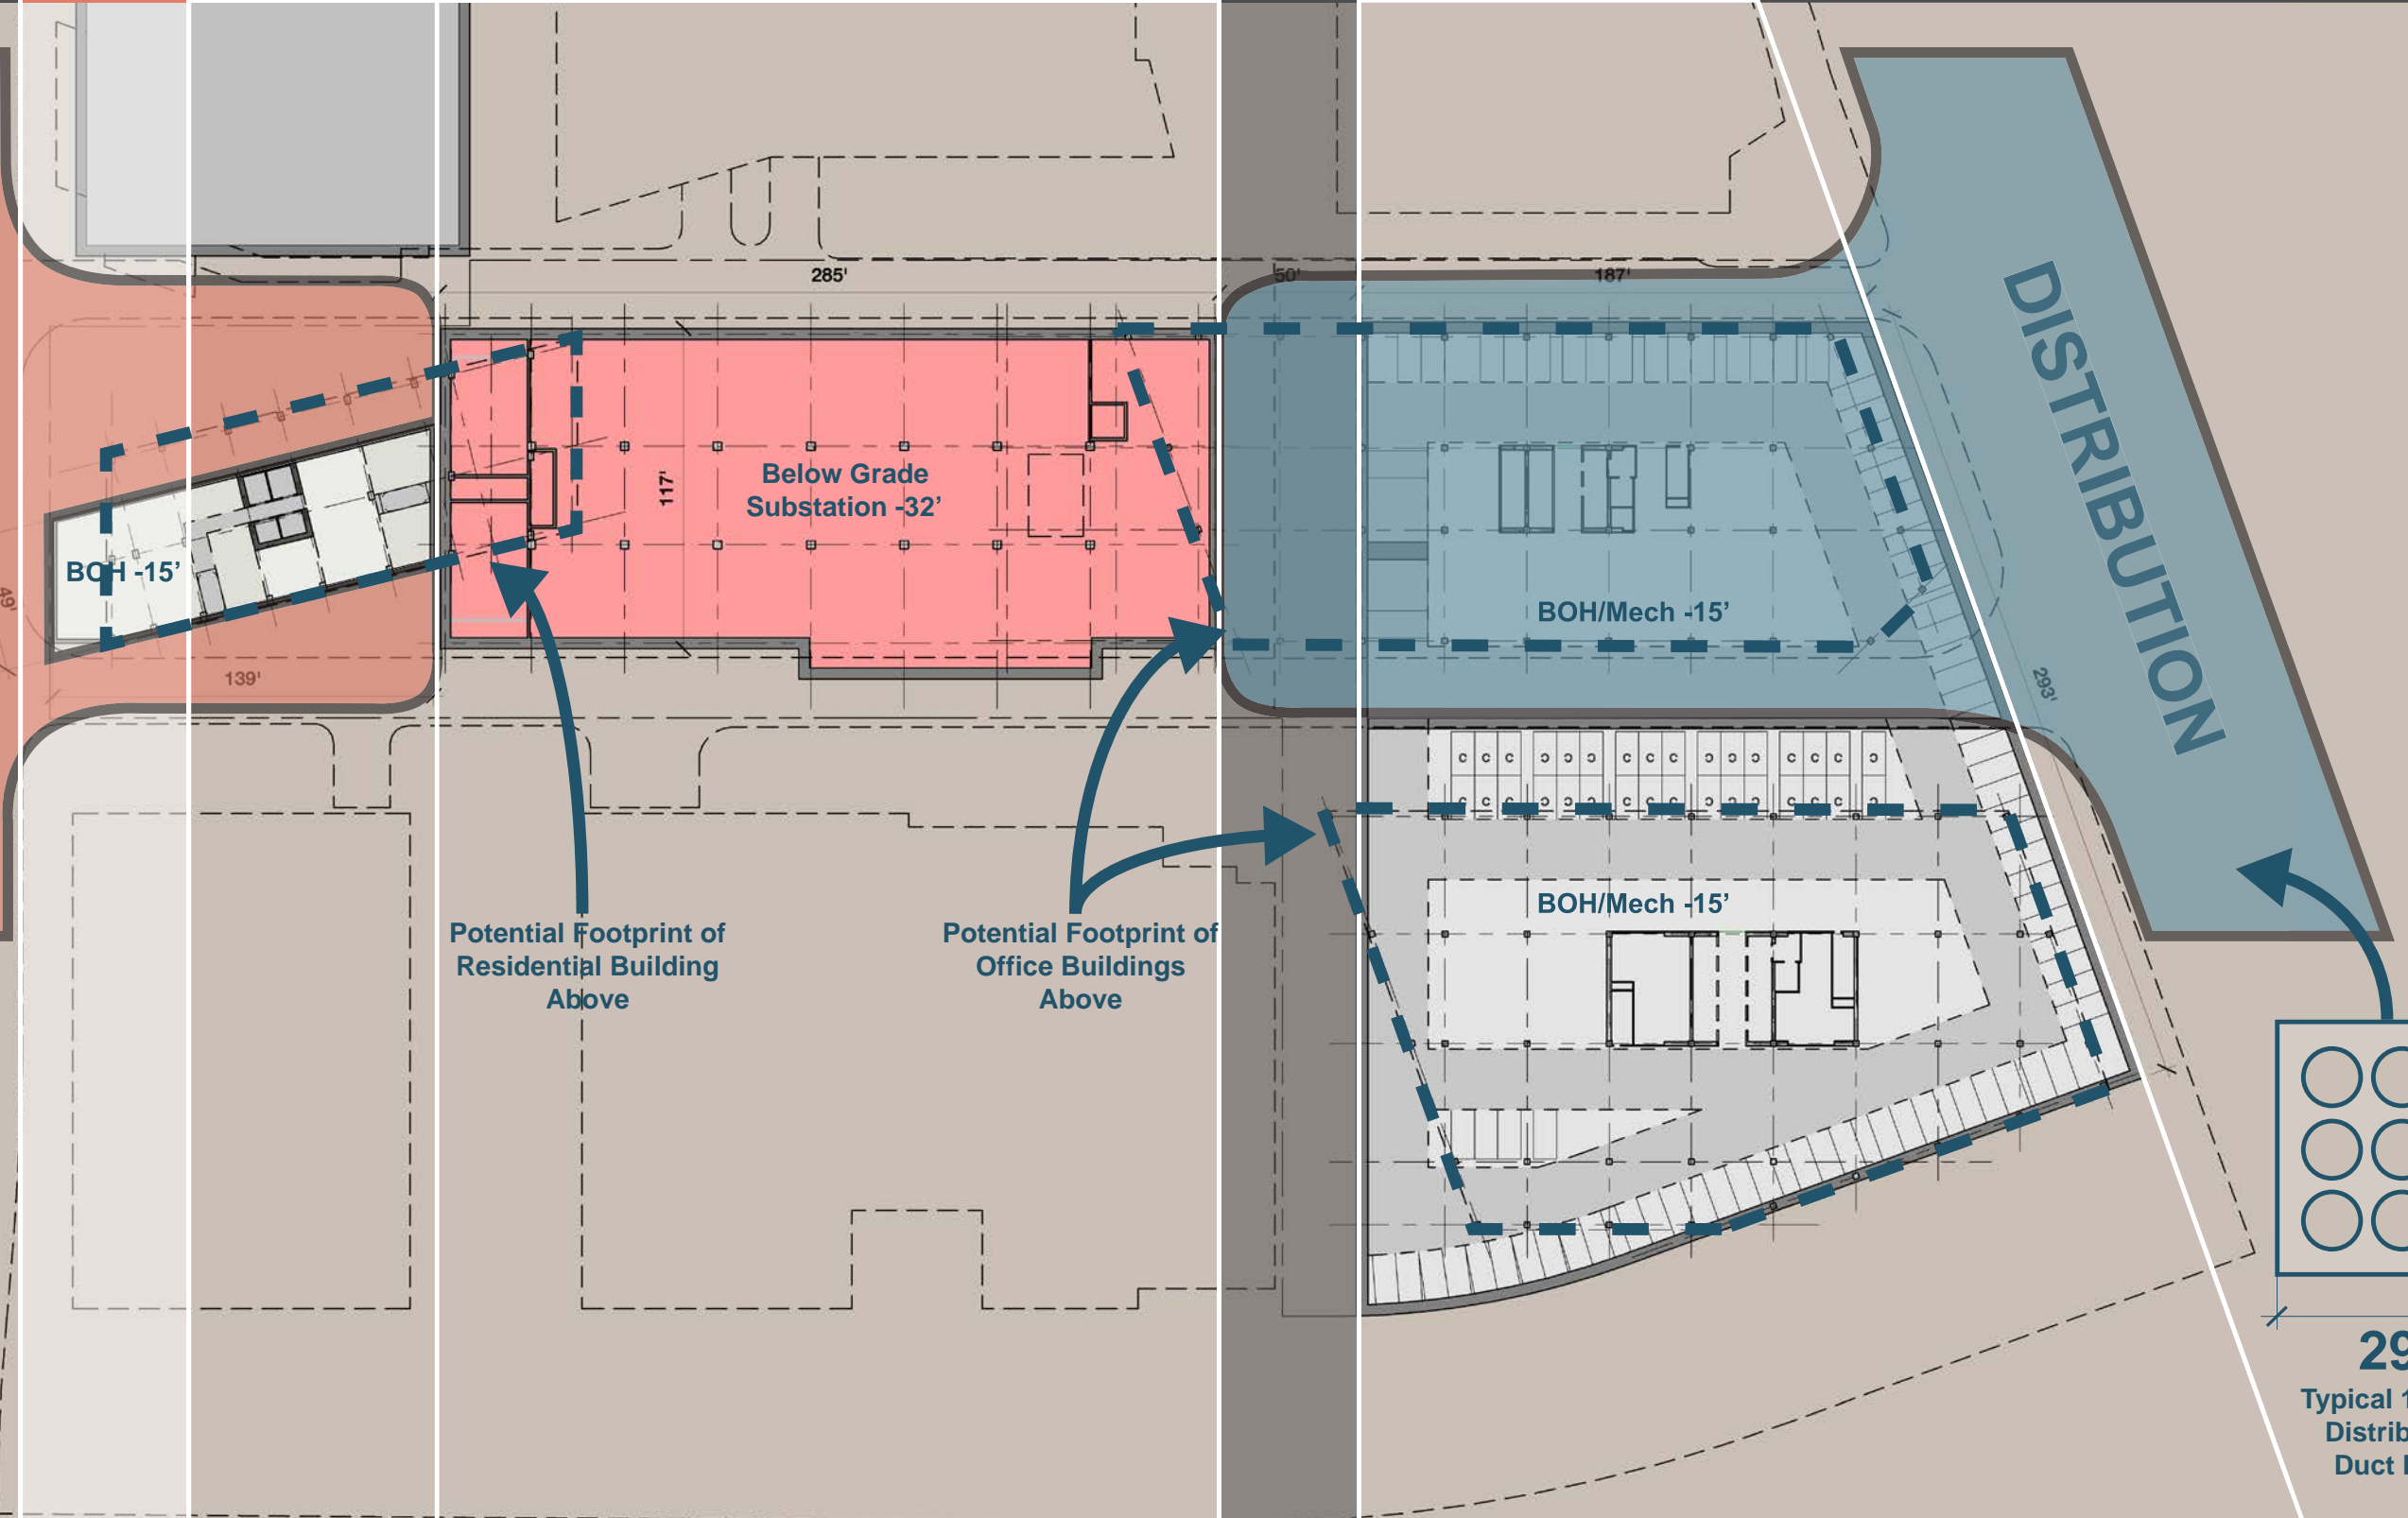 285'
50'
187'
DISTRIBUTION
117'
Below Grade
Substation -32’
BOH -15’
49'
139'
BOH/Mech -15’
293'
BOH/Mech -15’
Potential Footprint of
Residential Building
Above
Potential Footprint of
Office Buildings
Above
29
Typical 1
Distrib
Duct